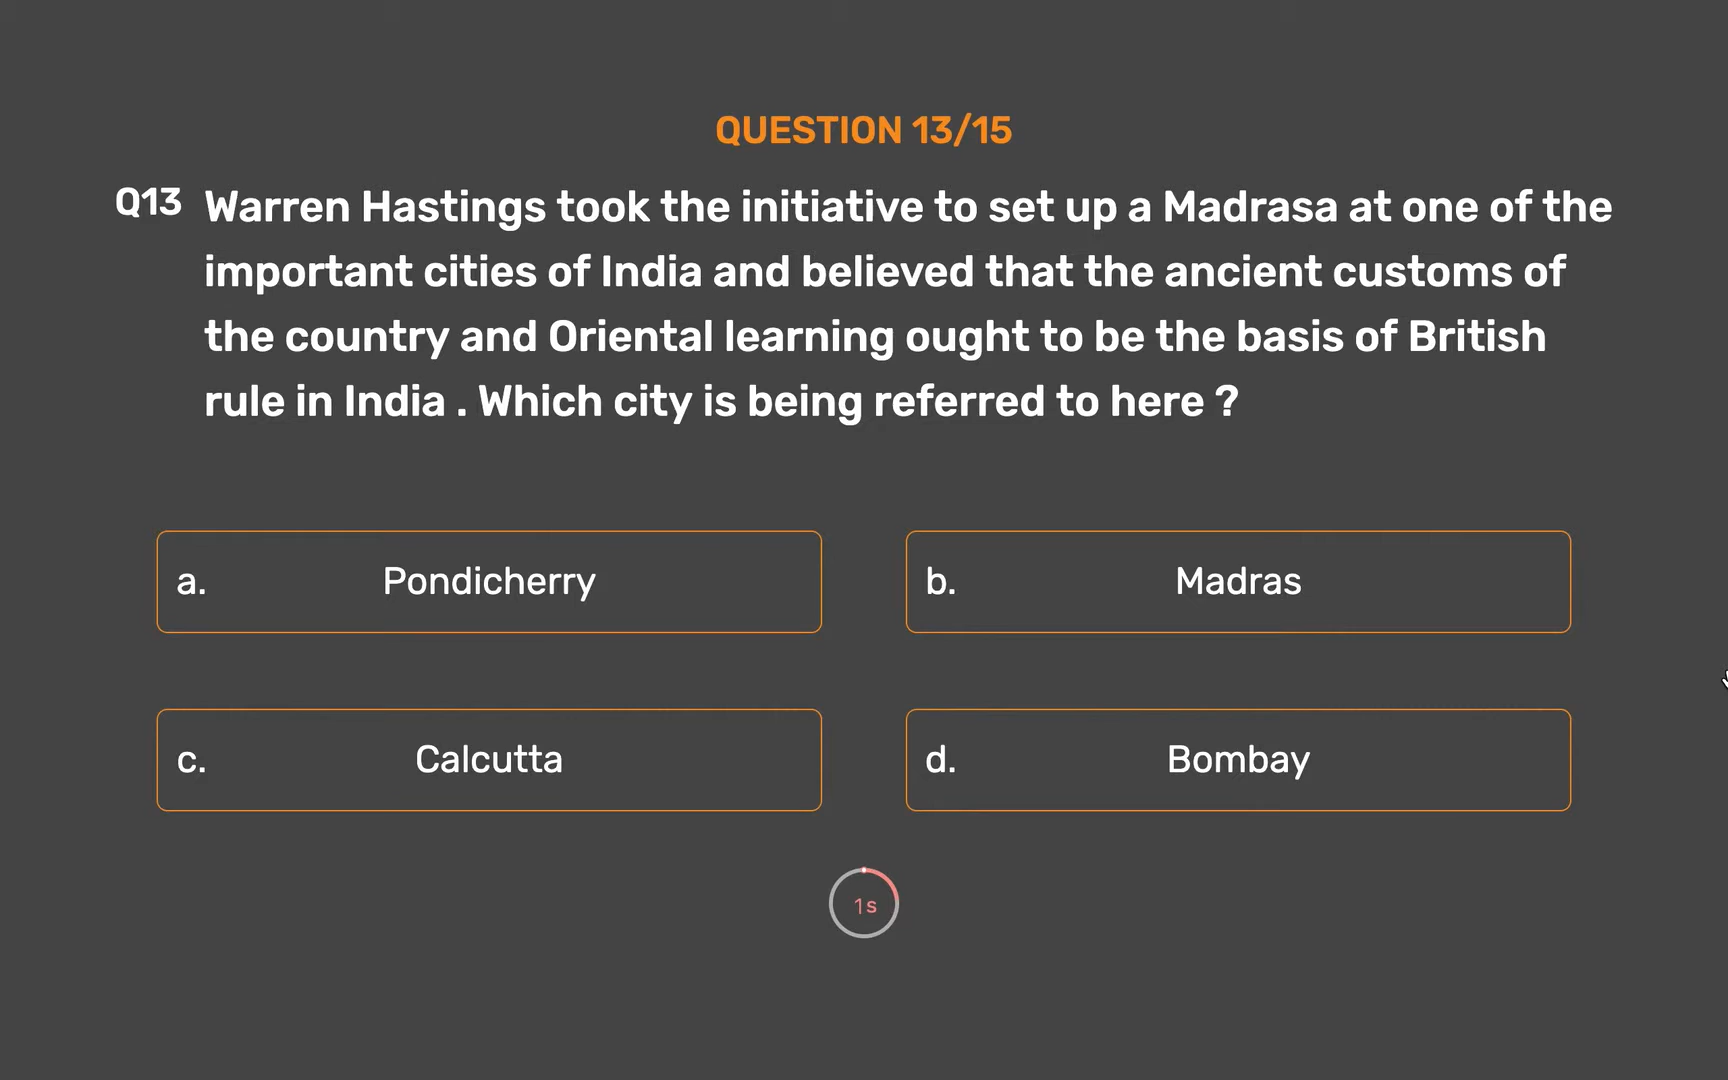 QUESTION 13/15
Q13 Warren Hastings took the initiative to set up a Madrasa at one of the
important cities of India and believed that the ancient customs of
the country and Oriental learning ought to be the basis of British
rule in India . Which city is being referred to here ?
a. Pondicherry
b. Madras
c. Calcutta
d. Bombay
1s